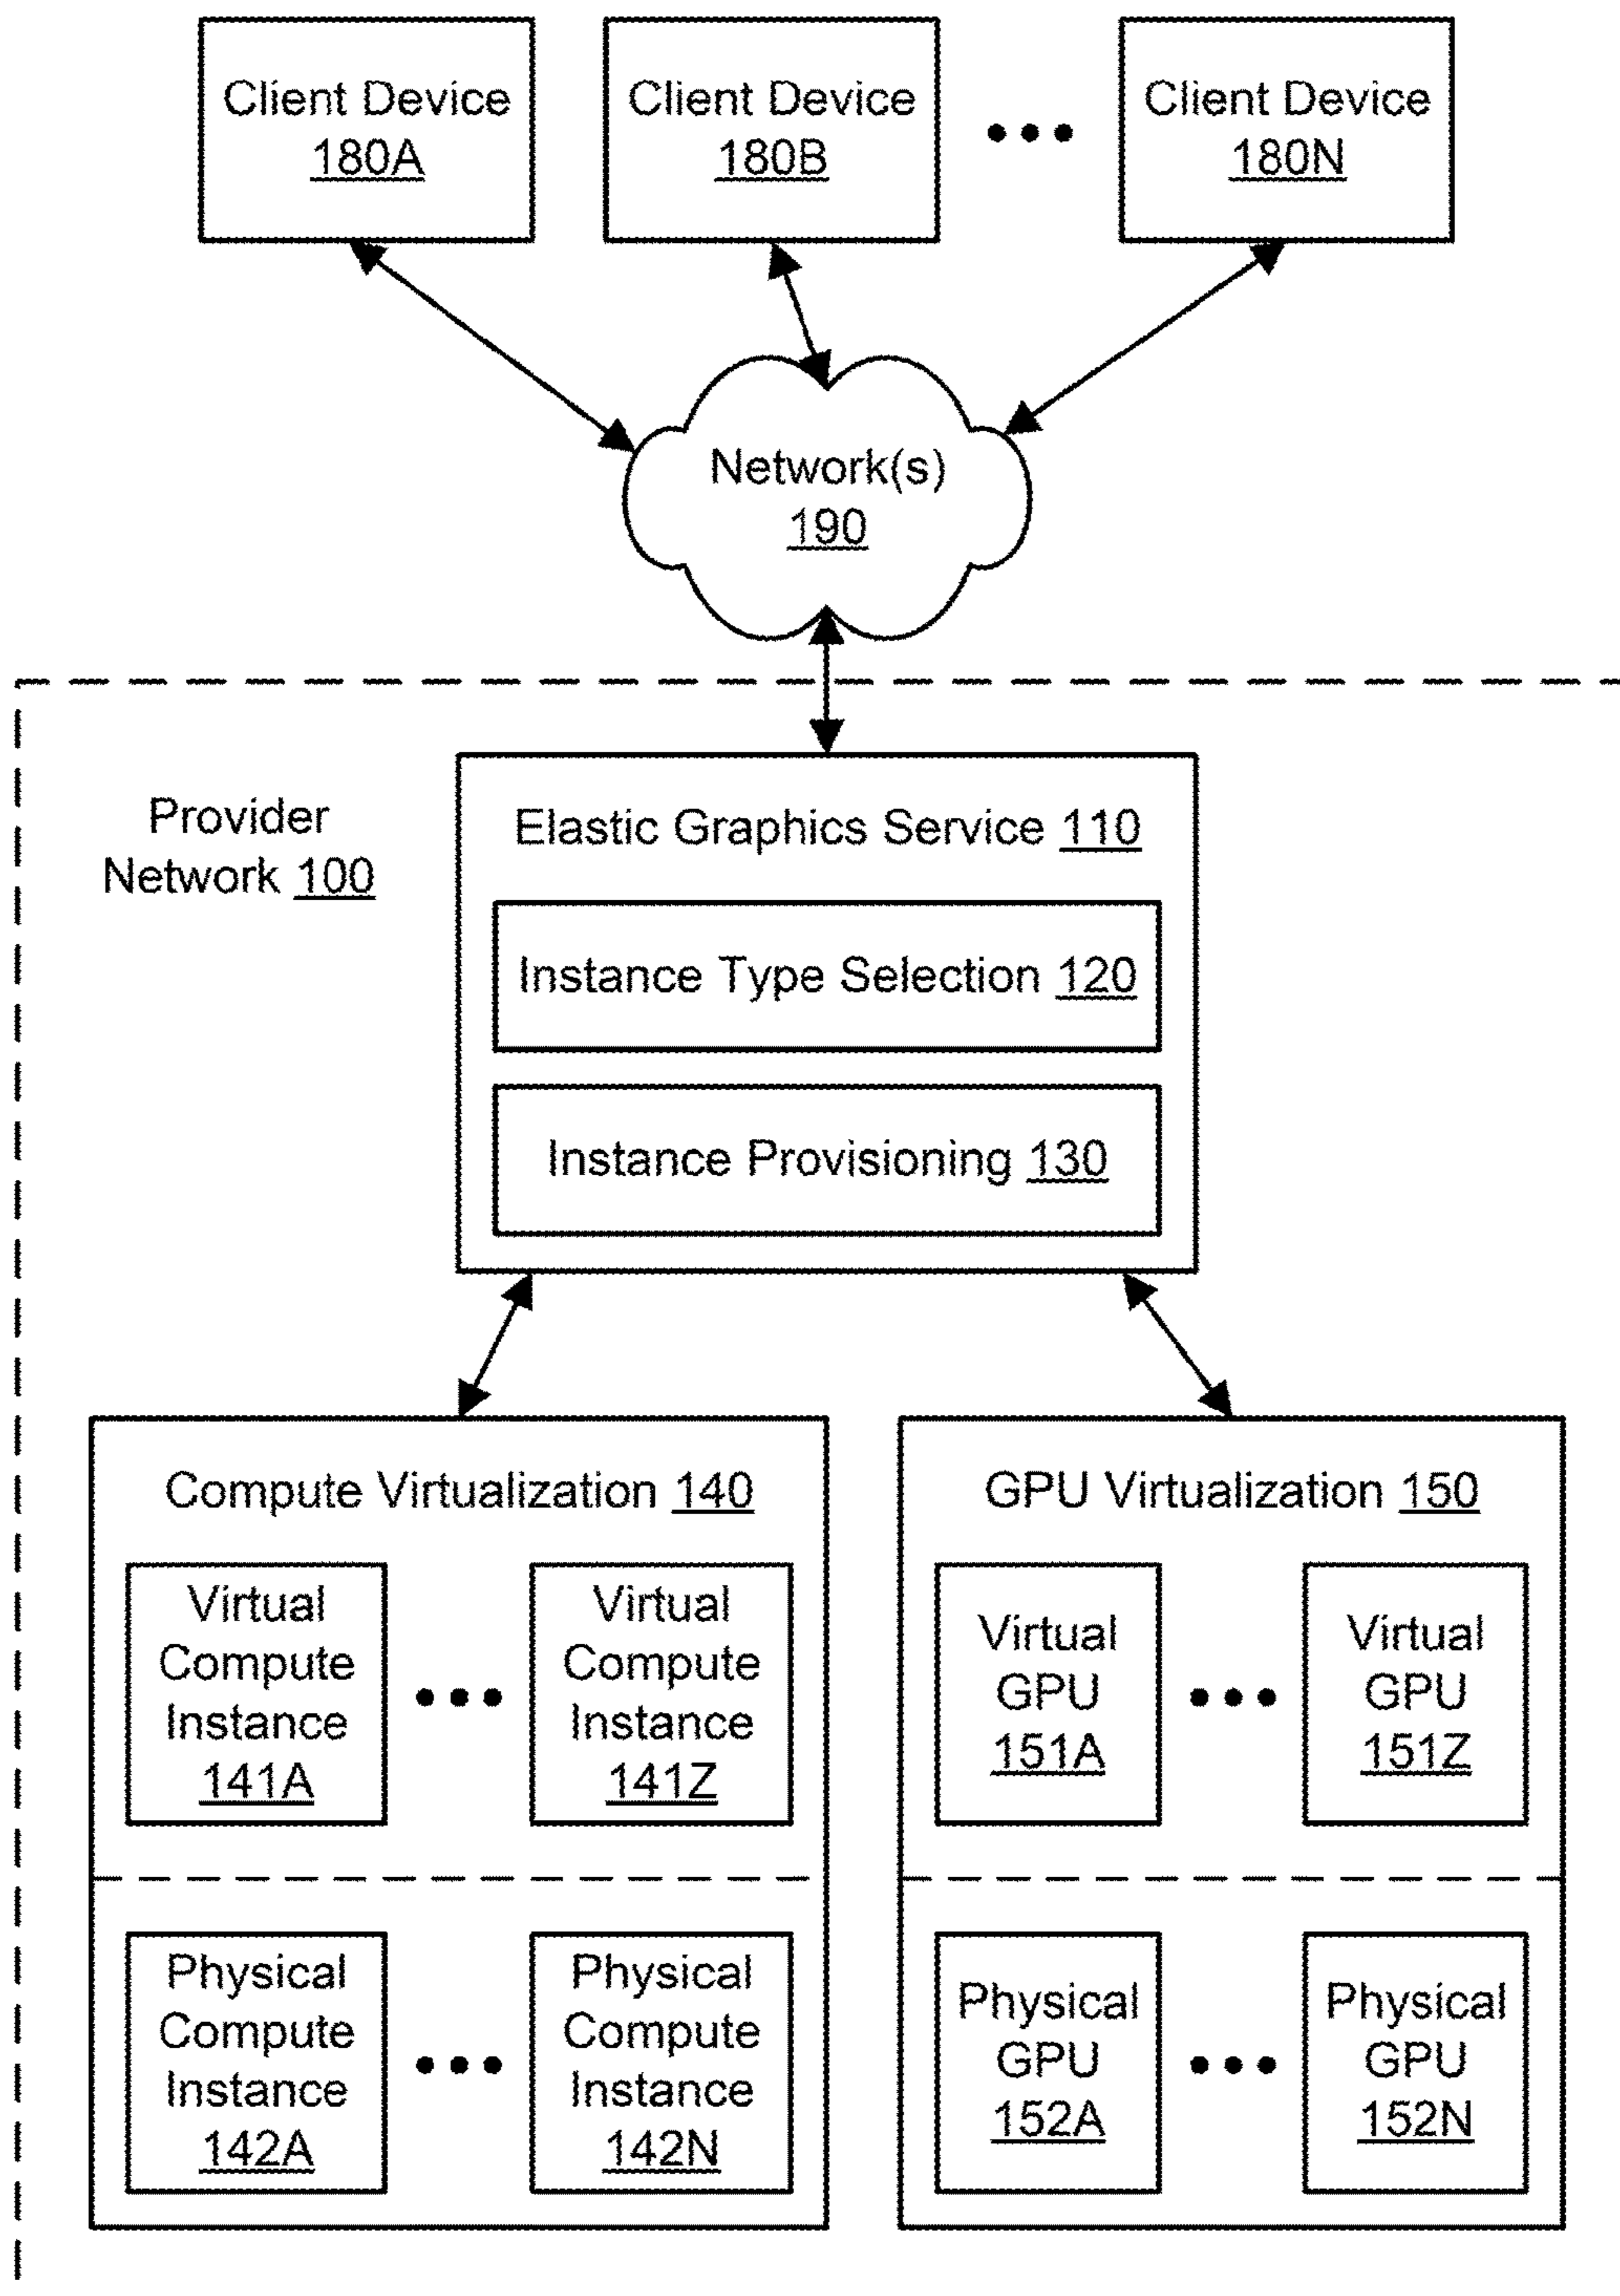 Client Device
180A
Client Device
180B
Client Device
180N
Network(s)
190
Provider
Network 100
Elastic Graphics Service 110
Instance Type Selection 120
Instance Provisioning 130
Compute Virtualization 140
Virtual
Compute
Instance
141A
Virtual
Compute
Instance
141Z
Physical
Compute
Instance
142A
Physical
Compute
Instance
142N
GPU Virtualization 150
Virtual
GPU
151A
Virtual
GPU
151Z
Physical
GPU
152A
Physical
GPU
152N